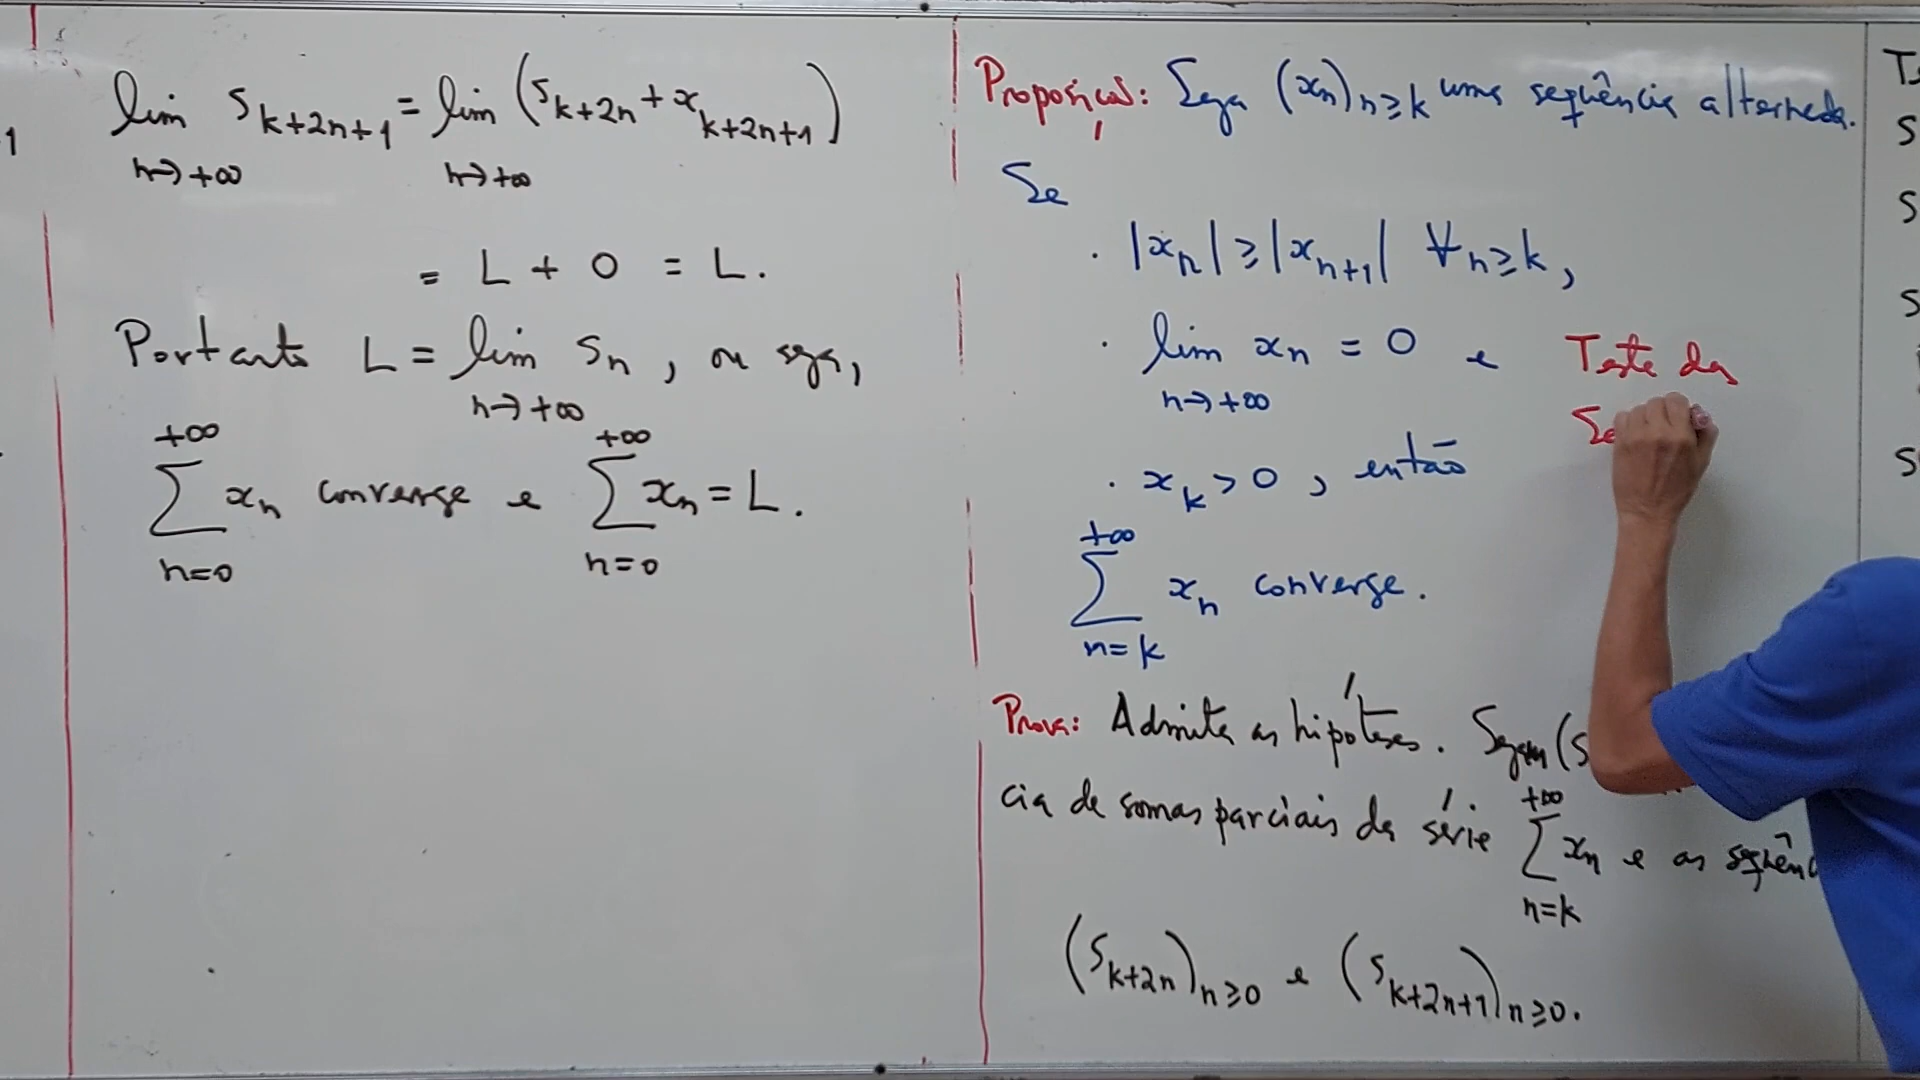 lim s_{k+2n+1} = lim (s_{k+2n} + x_{k+2n+1})
n→+∞ n→+∞
= L + 0 = L.
Portanto L = lim s_n, ou seja,
n→+∞
+∞ +∞
∑ x_n converge e ∑ x_n = L.
n=0 n=0
Proposição: Seja (x_n)_{n≥k} uma sequência alternada.
Se
· |x_n| ≥ |x_{n+1}| ∀n≥k,
· lim x_n = 0 e
n→+∞
· x_k > 0, então
+∞
∑ x_n converge.
n=k
Teste da
Se
Prova: Admita as hipóteses. Sejam (s
cia de somas parciais da série
+∞
∑ x_n e as sequênc
n=k
(s_{k+2n})_{n≥0} e (s_{k+2n+1})_{n≥0}.
1
S
S
S